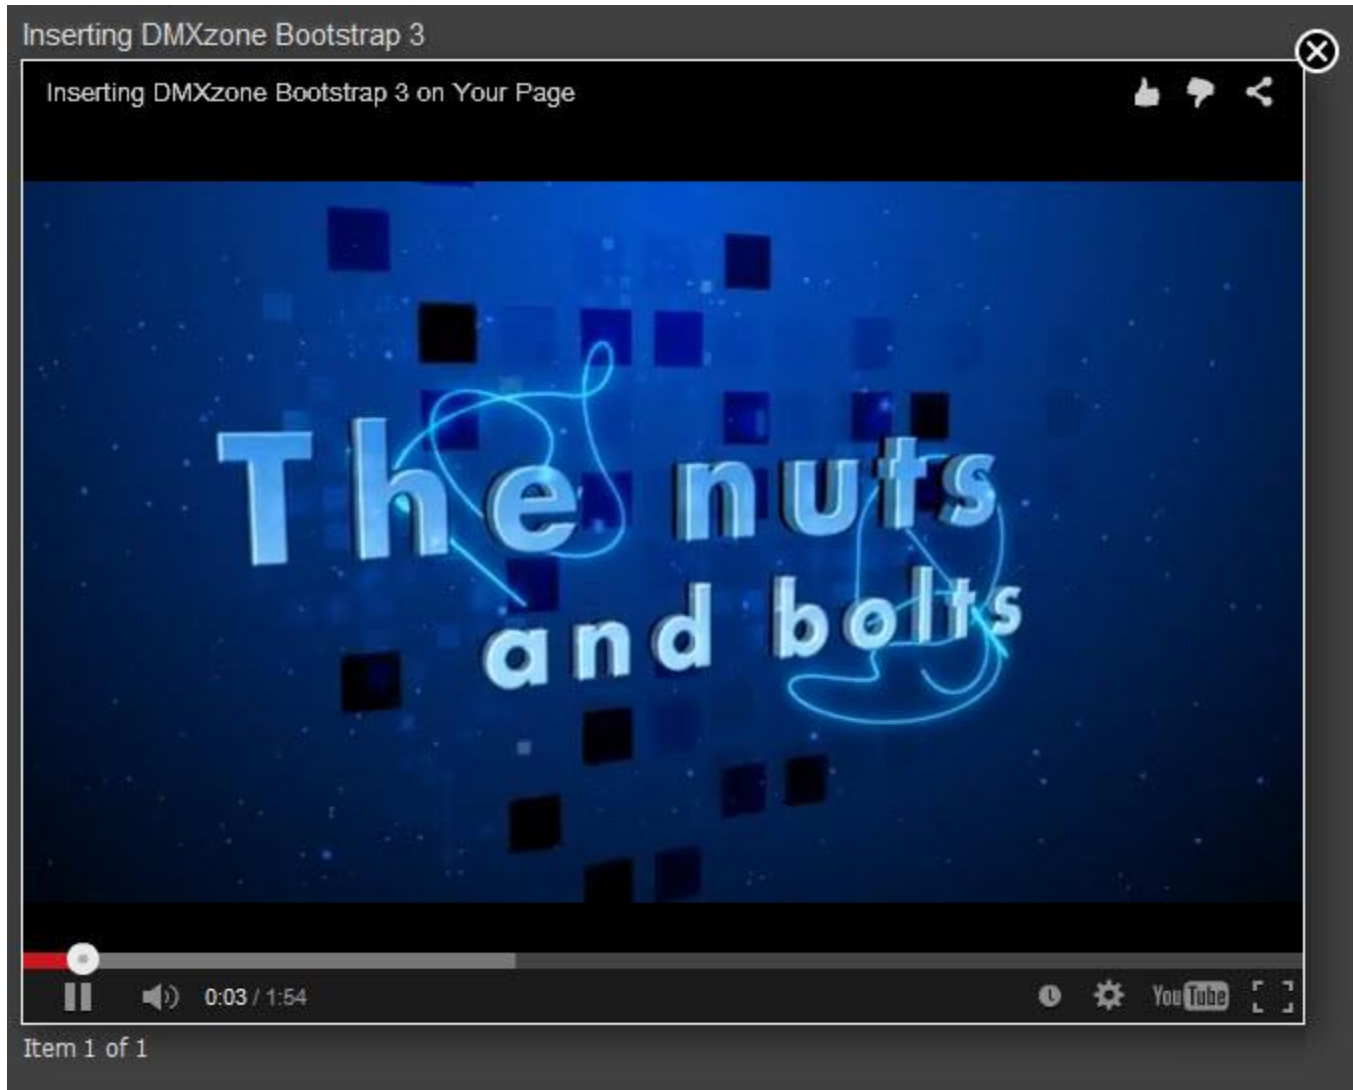 Inserting DMXzone Bootstrap 3
Inserting DMXzone Bootstrap 3 on Your Page
The nuts
and bolts
0:03 / 1:54
YouTube
Item 1 of 1